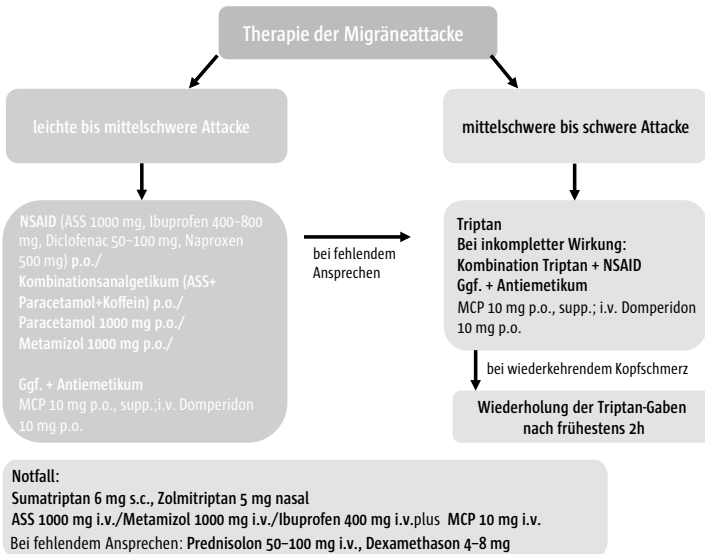 Therapie der Migräneattacke
leichte bis mittelschwere Attacke
NSAID (ASS 1000 mg, Ibuprofen 400–800
mg, Diclofenac 50–100 mg, Naproxen
500 mg) p.o./
Kombinationsanalgetikum (ASS+
Paracetamol+Koffein) p.o./
Paracetamol 1000 mg p.o./
Metamizol 1000 mg p.o./
Ggf. + Antiemetikum
MCP 10 mg p.o., supp.;i.v. Domperidon
10 mg p.o.
bei fehlendem
Ansprechen
mittelschwere bis schwere Attacke
Triptan
Bei inkompletter Wirkung:
Kombination Triptan + NSAID
Ggf. + Antiemetikum
MCP 10 mg p.o., supp.; i.v. Domperidon
10 mg p.o.
bei wiederkehrendem Kopfschmerz
Wiederholung der Triptan-Gaben
nach frühestens 2h
Notfall:
Sumatriptan 6 mg s.c., Zolmitriptan 5 mg nasal
ASS 1000 mg i.v./Metamizol 1000 mg i.v./Ibuprofen 400 mg i.v.plus MCP 10 mg i.v.
Bei fehlendem Ansprechen: Prednisolon 50–100 mg i.v., Dexamethason 4–8 mg